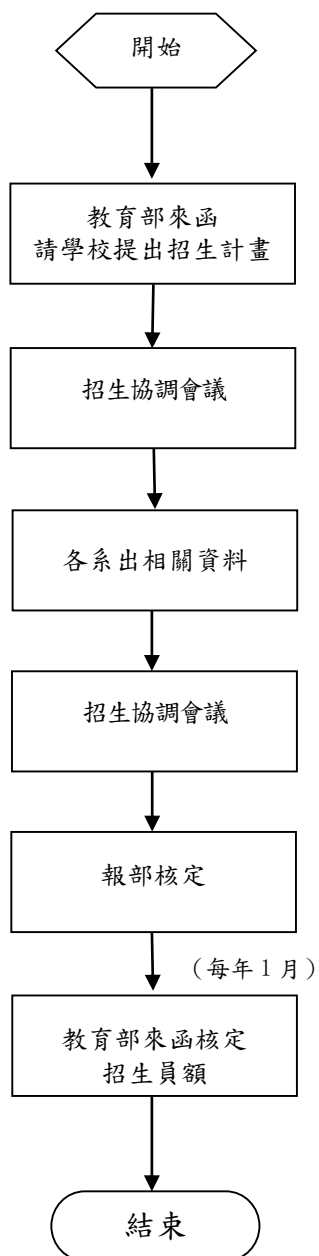 開始
教育部來函
請學校提出招生計畫
招生協調會議
各系出相關資料
招生協調會議
報部核定
（每年1月）
教育部來函核定
招生員額
結束